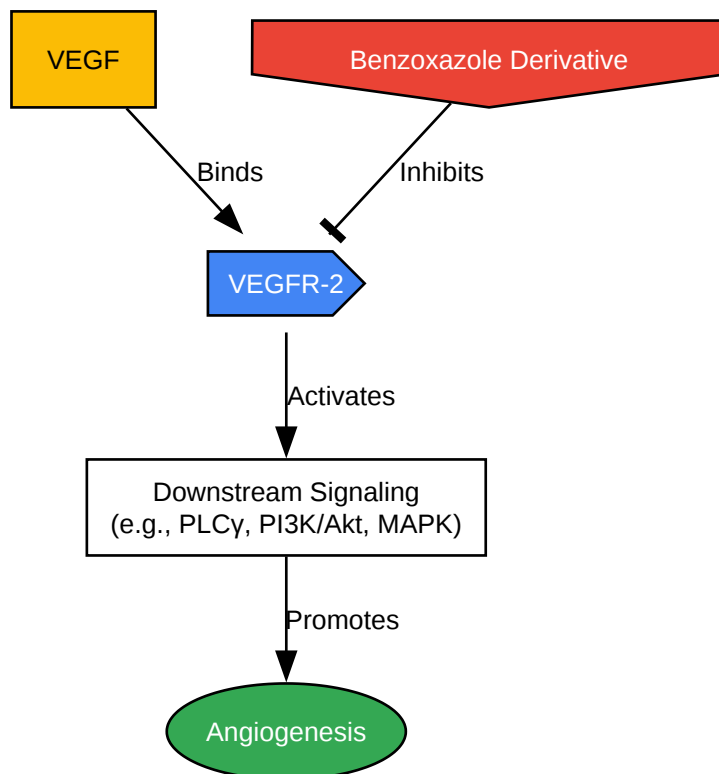 VEGF
Benzoxazole Derivative
Binds
Inhibits
VEGFR-2
Activates
Downstream Signaling
(e.g., PLCγ, PI3K/Akt, MAPK)
Promotes
Angiogenesis